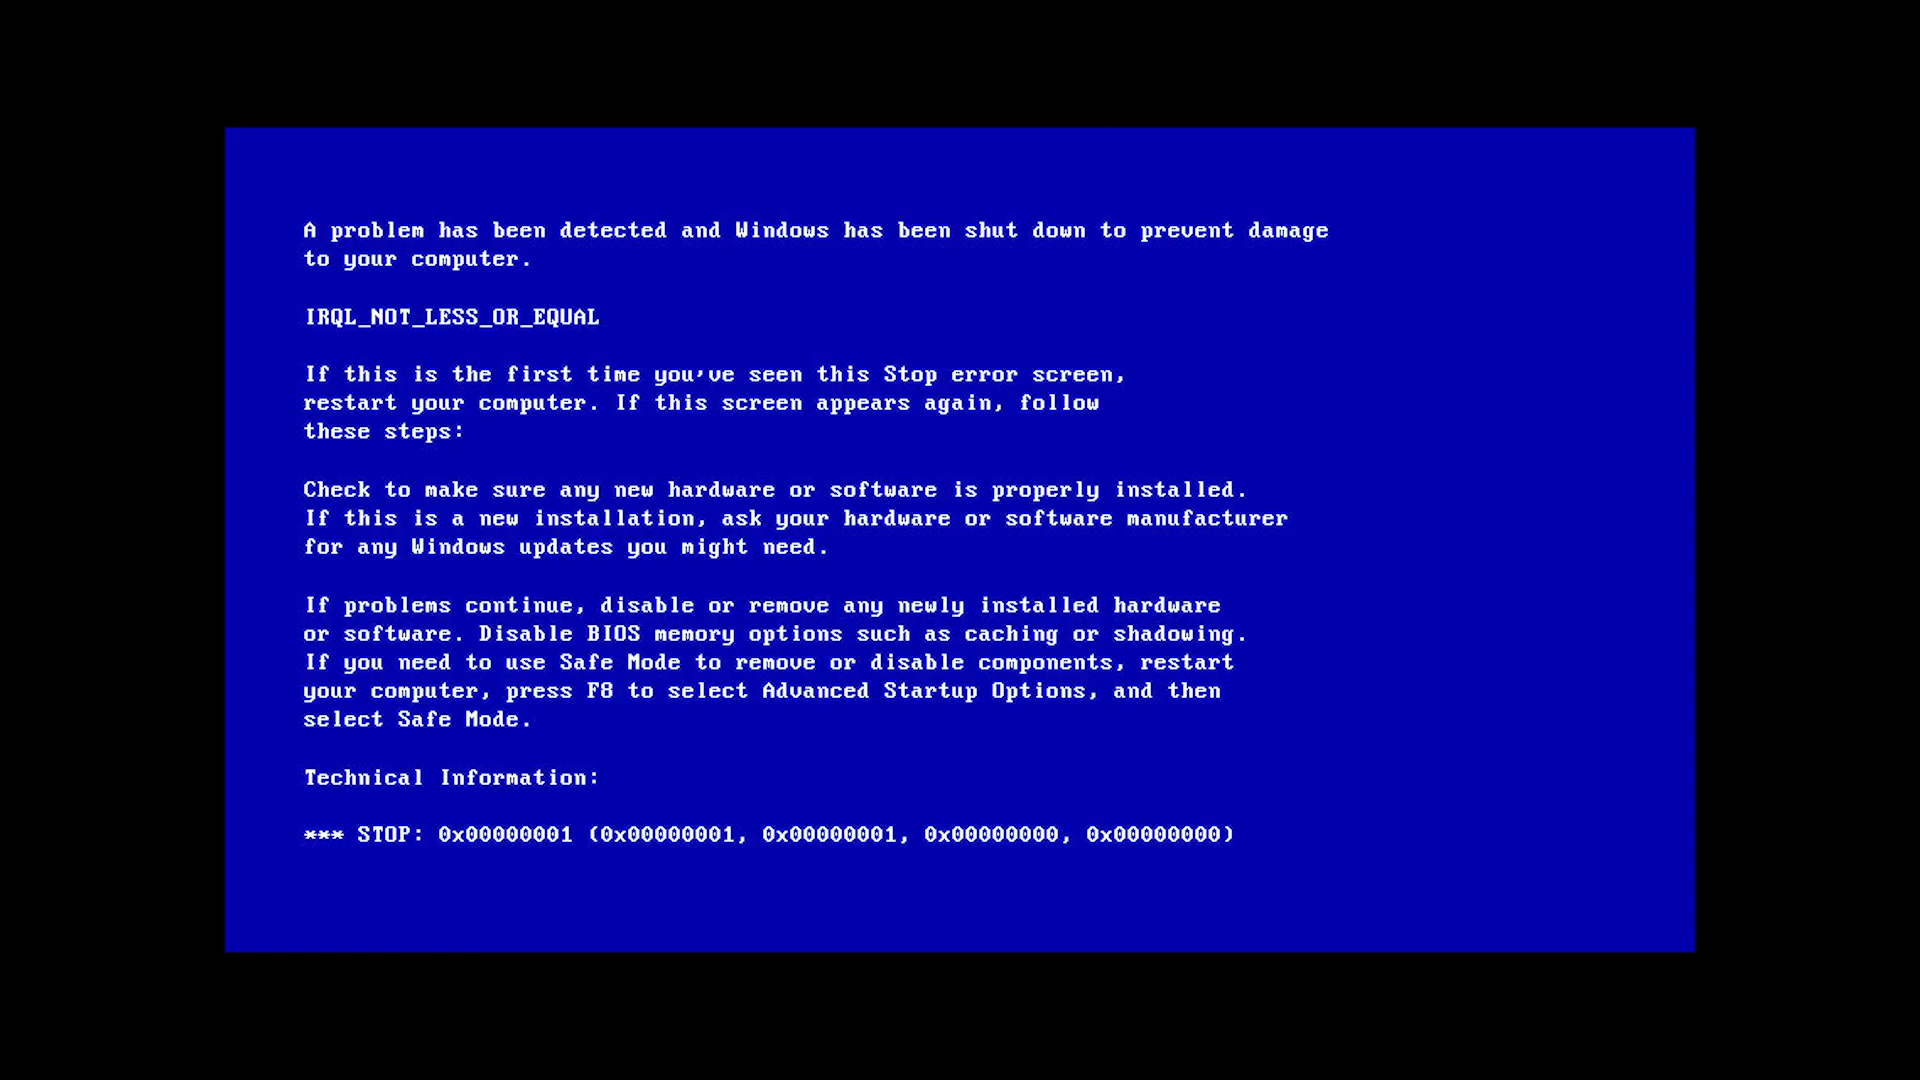 A problem has been detected and Windows has been shut down to prevent damage
to your computer.
IRQL_NOT_LESS_OR_EQUAL
If this is the first time you've seen this Stop error screen,
restart your computer. If this screen appears again, follow
these steps:
Check to make sure any new hardware or software is properly installed.
If this is a new installation, ask your hardware or software manufacturer
for any Windows updates you might need.
If problems continue, disable or remove any newly installed hardware
or software. Disable BIOS memory options such as caching or shadowing.
If you need to use Safe Mode to remove or disable components, restart
your computer, press F8 to select Advanced Startup Options, and then
select Safe Mode.
Technical Information:
*** STOP: 0x00000001 (0x00000001, 0x00000001, 0x00000000, 0x00000000)